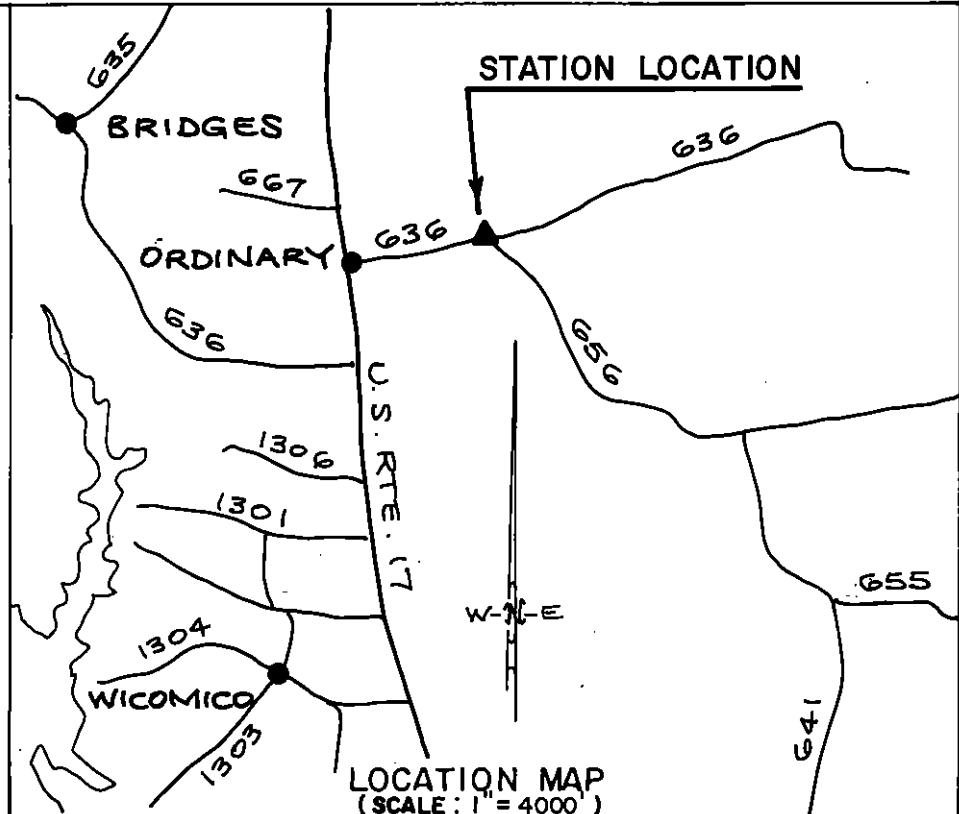 635
STATION LOCATION
BRIDGES
636
667
636
ORDINARY
636
656
U.S. RTE. 17
1306
1301
655
W-N-E
1304
WICOMICO
641
1303
LOCATION MAP
(SCALE: 1" = 4000')